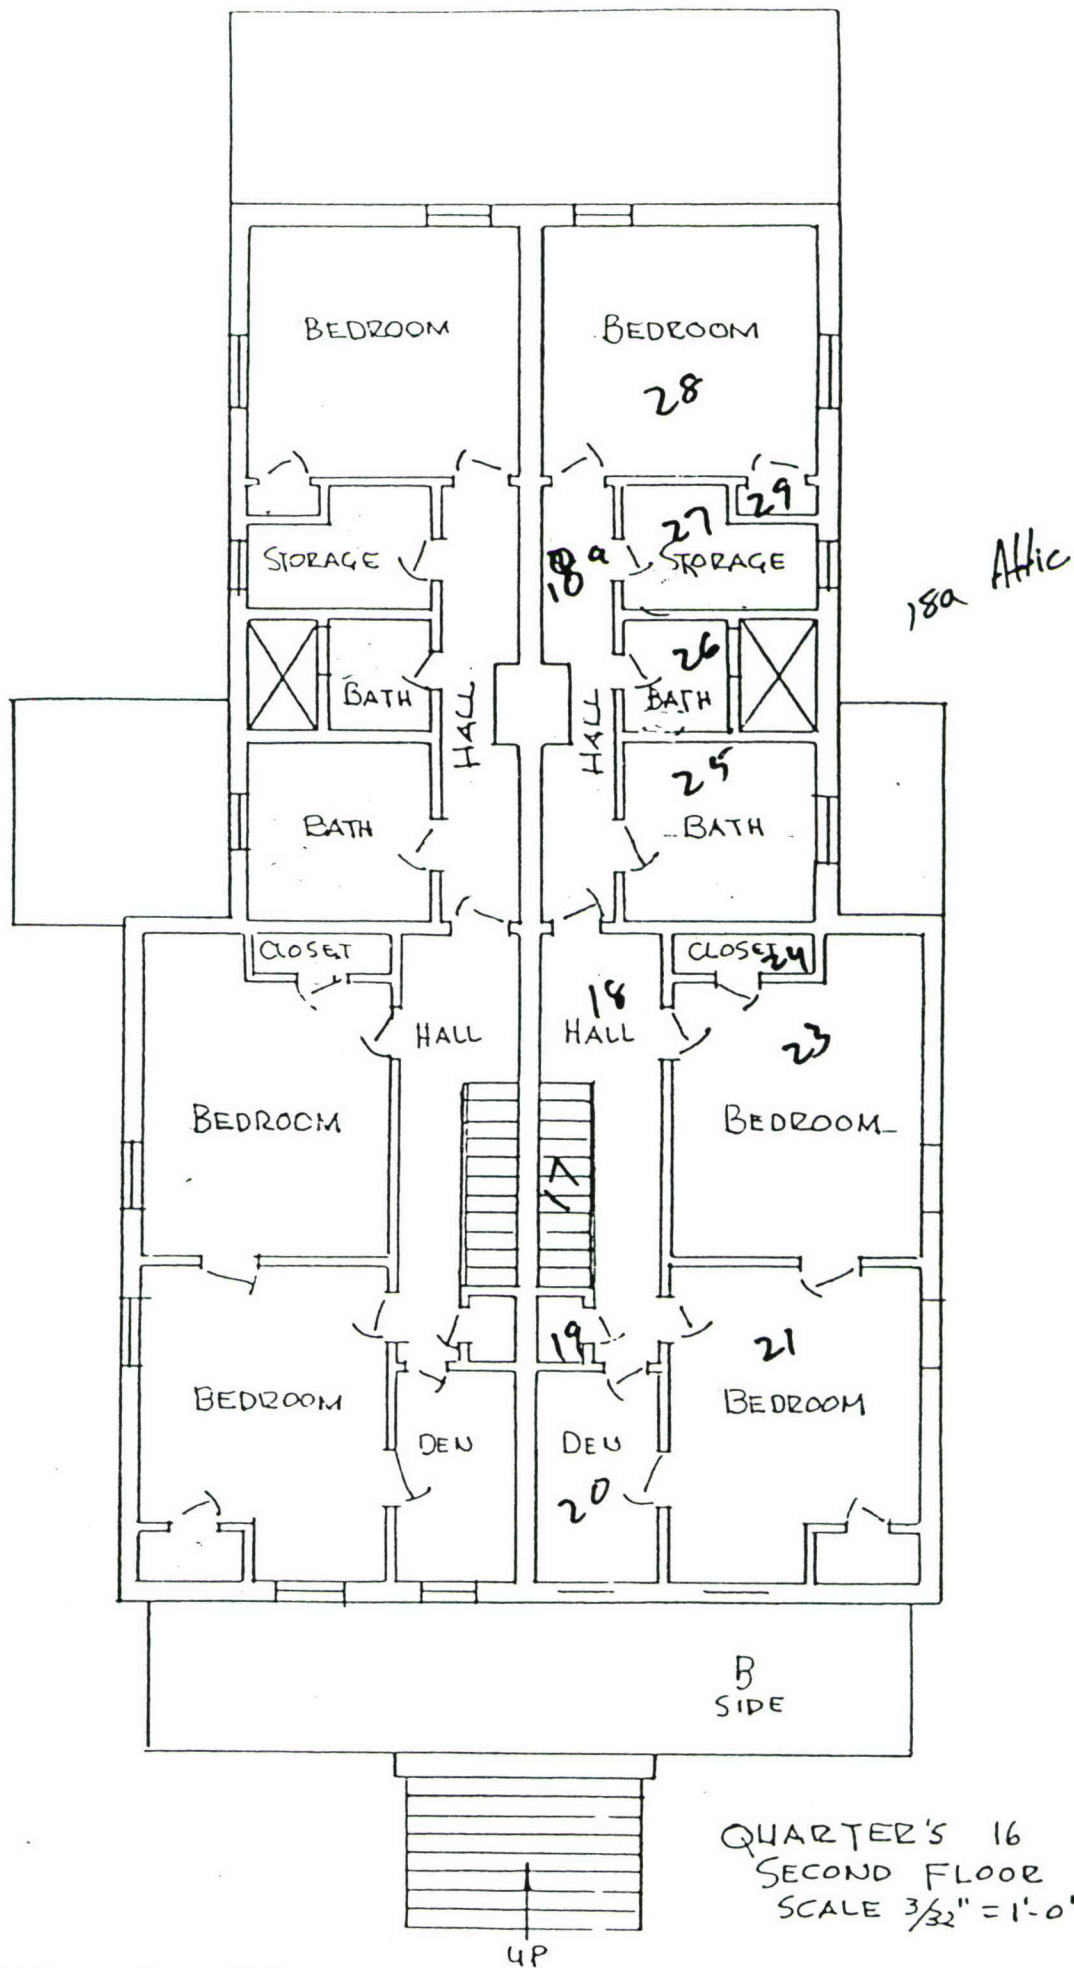 BEDROOM
BEDROOM
28
29
27
STORAGE
18a
STORAGE
18a Attic
26
BATH
BATH
HALL
HALL
25
BATH
BATH
CLOSET
CLOSET
24
18
HALL
HALL
23
BEDROOM
BEDROOM
17
19
21
BEDROOM
BEDROOM
DEN
DEN
20
B
SIDE
QUARTER'S 16
SECOND FLOOR
SCALE 3/32" = 1'-0"
UP